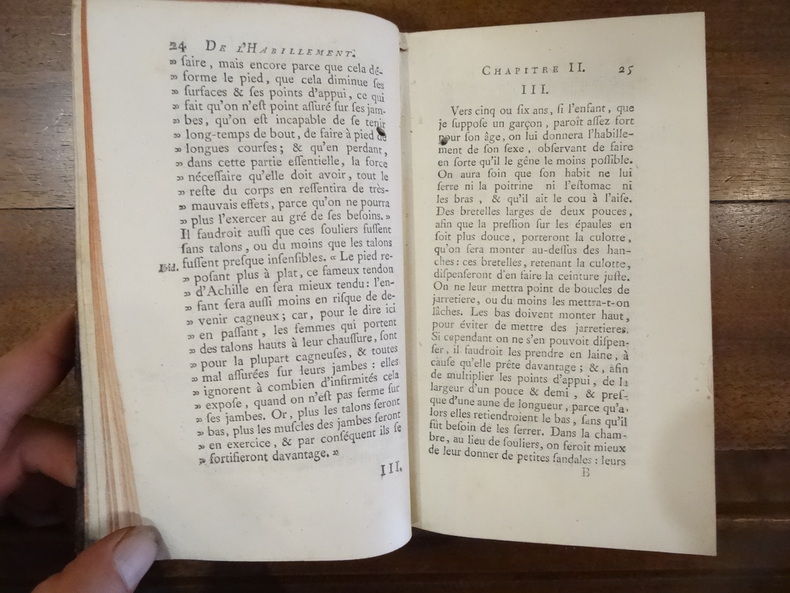 24 DE L'HABILLEMENT.
» faire, mais encore parce que cela dé-
» forme le pied, que cela diminue ses
» surfaces & ses points d'appui, ce qui
» fait qu'on n'est point assuré sur ses jam-
» bes, qu'on est incapable de se tenir
» long-temps de bout, de faire à pied de
» longues courses; & qu'en perdant,
» dans cette partie essentielle, la force
» nécessaire qu'elle doit avoir, tout le
» reste du corps en ressentira de très-
» mauvais effets, parce qu'on ne pourra
» plus l'exercer au gré de ses besoins. »
Il faudroit aussi que ces souliers fussent
sans talons, ou du moins que les talons
Ibid. fussent presque insensibles. « Le pied re-
» posant plus à plat, ce fameux tendon
» d'Achille en sera mieux tendu: l'en-
» fant sera aussi moins en risque de de-
» venir cagneux; car, pour le dire ici
» en passant, les femmes qui portent
» des talons hauts à leur chaussure, sont
» pour la plupart cagneuses, & toutes
» mal assurées sur leurs jambes: elles
» ignorent à combien d'infirmités cela
» expose, quand on n'est pas ferme sur
» ses jambes. Or, plus les talons seront
» bas, plus les muscles des jambes seront
» en exercice, & par conséquent ils se
» fortifieront davantage. »
III.
CHAPITRE II. 25
III.
Vers cinq ou six ans, si l'enfant, que
je suppose un garçon, paroît assez fort
pour son âge, on lui donnera l'habille-
ment de son sexe, observant de faire
en sorte qu'il le gêne le moins possible.
On aura soin que son habit ne lui
serre ni la poitrine ni l'estomac ni
les bras, & qu'il ait le cou à l'aise.
Des bretelles larges de deux pouces,
afin que la pression sur les épaules en
soit plus douce, porteront la culotte,
qu'on fera monter au-dessus des han-
ches: ces bretelles, retenant la culotte,
dispenseront d'en faire la ceinture juste.
On ne leur mettra point de boucles de
jarretiere, ou du moins les mettra-t-on
lâches. Les bas doivent monter haut,
pour éviter de mettre des jarretieres.
Si cependant on ne s'en pouvoit dispen-
ser, il faudroit les prendre en laine, à
cause qu'elle prête davantage; &, afin
de multiplier les points d'appui, de la
largeur d'un pouce & demi, & pres-
que d'une aune de longueur, parce qu'a-
lors elles retiendroient le bas, sans qu'il
fût besoin de les serrer. Dans la cham-
bre, au lieu de souliers, on feroit mieux
de leur donner de petites sandales: leurs
B